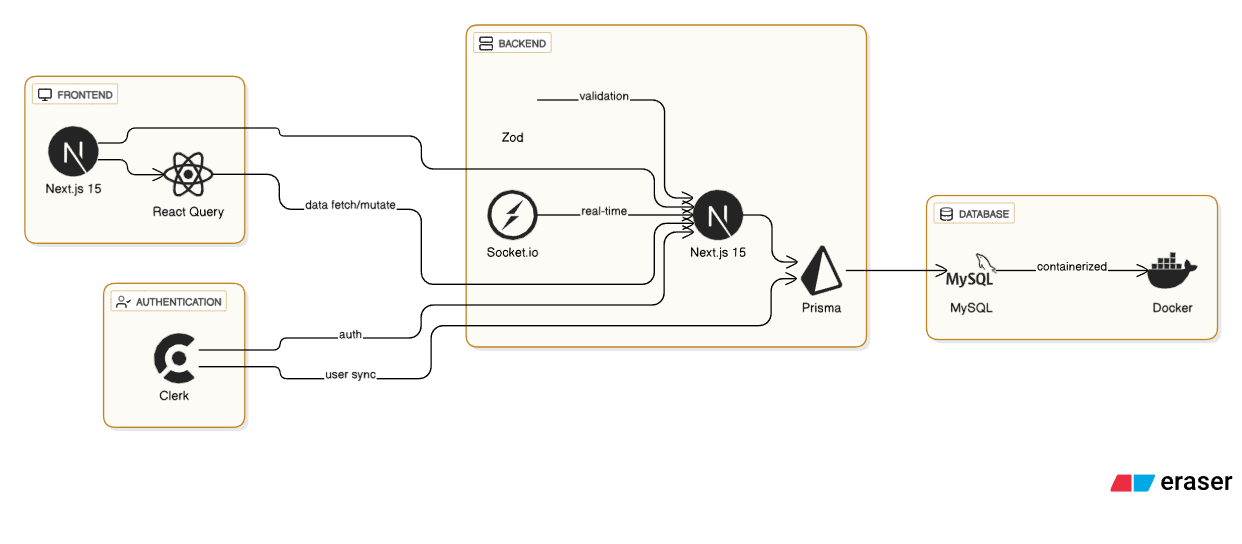 FRONTEND
Next.js 15
React Query
data fetch/mutate
AUTHENTICATION
Clerk
auth
user sync
BACKEND
validation
Zod
Socket.io
real-time
Next.js 15
Prisma
DATABASE
MySQL
MySQL
containerized
Docker
eraser